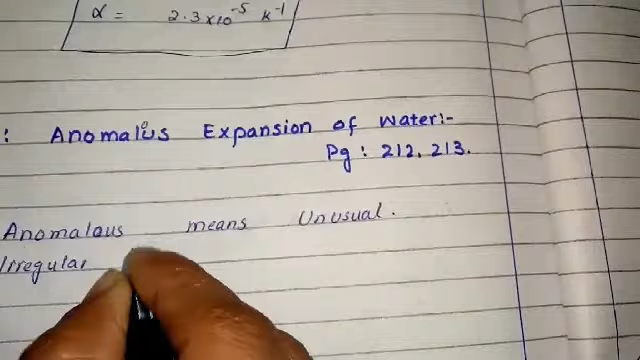 α = 2.3×10⁻⁵ k⁻¹
: Anomalus Expansion of Water:-
Pg : 212, 213.
Anomalous means Unusual.
Irregular